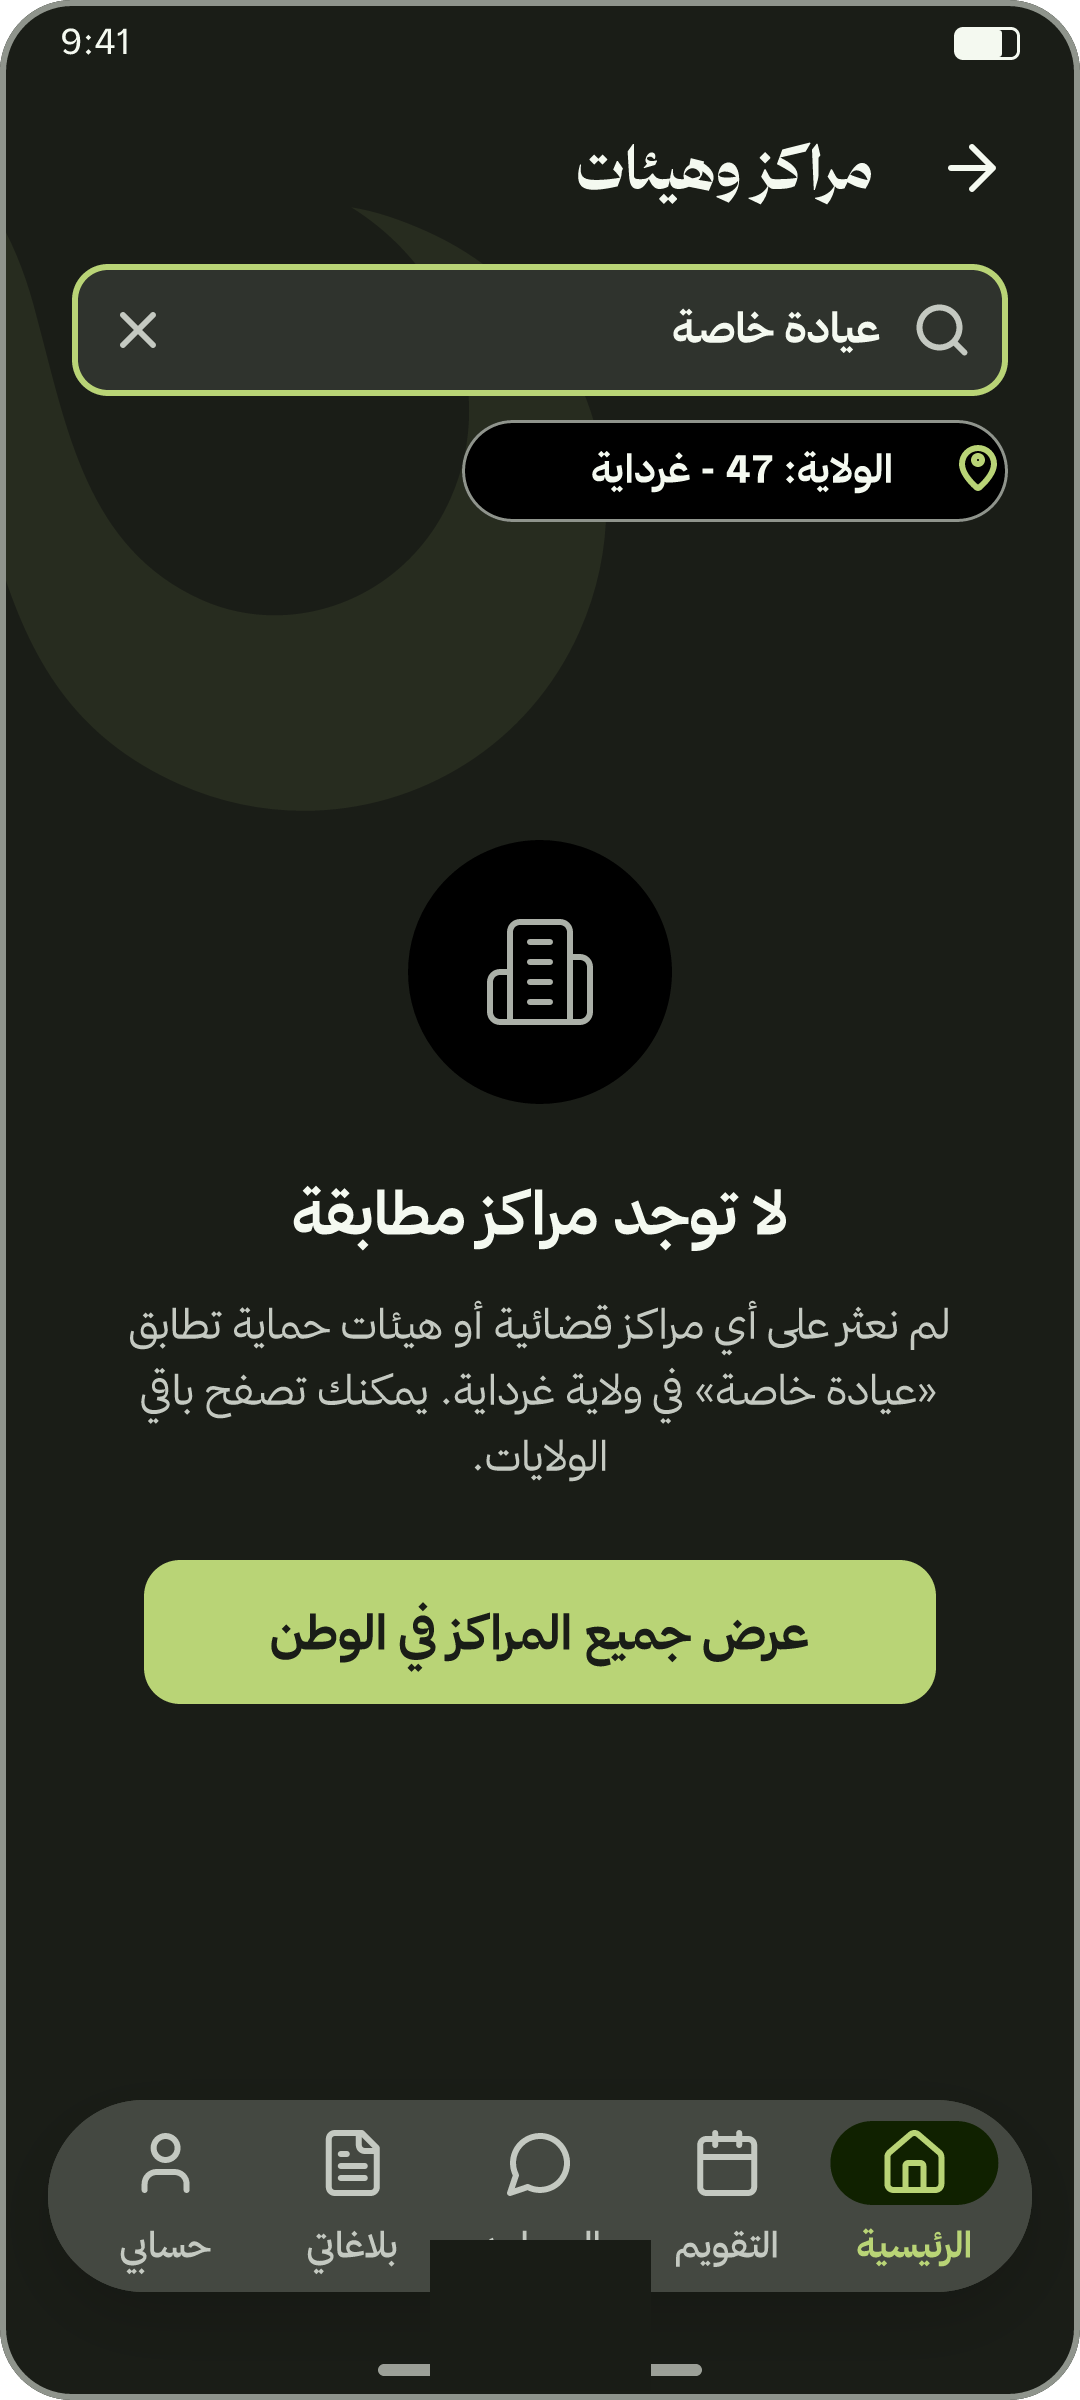 9:41
مراكز وهيئات
عيادة خاصة
الولاية: 47 - غرداية
لا توجد مراكز مطابقة
لم نعثر على أي مراكز قضائية أو هيئات حماية تطابق
«عيادة خاصة» في ولاية غرداية. يمكنك تصفح باقي
الولايات.
عرض جميع المراكز في الوطن
الرئيسية
التقويم
بلاغاتي
حسابي